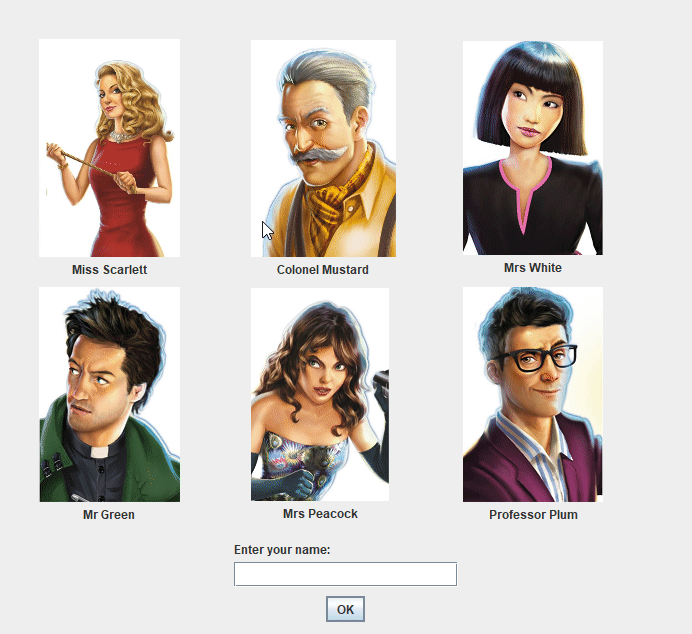 Miss Scarlett
Colonel Mustard
Mrs White
Mr Green
Mrs Peacock
Professor Plum
Enter your name:
OK